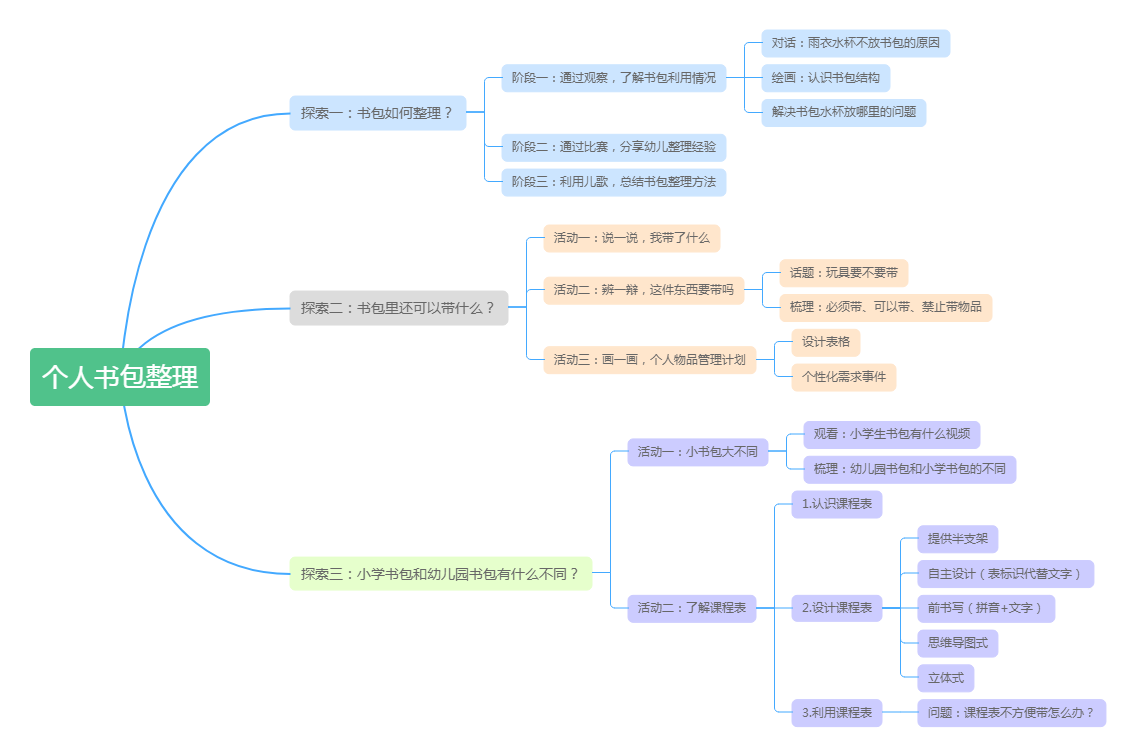 个人书包整理
探索一：书包如何整理？
阶段一：通过观察，了解书包利用情况
对话：雨衣水杯不放书包的原因
绘画：认识书包结构
解决书包水杯放哪里的问题
阶段二：通过比赛，分享幼儿整理经验
阶段三：利用儿歌，总结书包整理方法
探索二：书包里还可以带什么？
活动一：说一说，我带了什么
活动二：辨一辩，这件东西要带吗
话题：玩具要不要带
梳理：必须带、可以带、禁止带物品
活动三：画一画，个人物品管理计划
设计表格
个性化需求事件
探索三：小学书包和幼儿园书包有什么不同？
活动一：小书包大不同
观看：小学生书包有什么视频
梳理：幼儿园书包和小学书包的不同
活动二：了解课程表
1.认识课程表
2.设计课程表
提供半支架
自主设计（表标识代替文字）
前书写（拼音+文字）
思维导图式
立体式
3.利用课程表
问题：课程表不方便带怎么办？